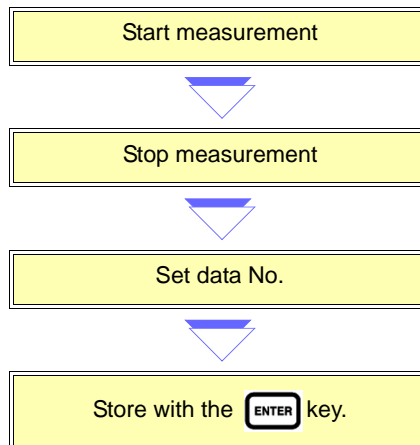 Start measurement
Stop measurement
Set data No.
Store with the ENTER key.